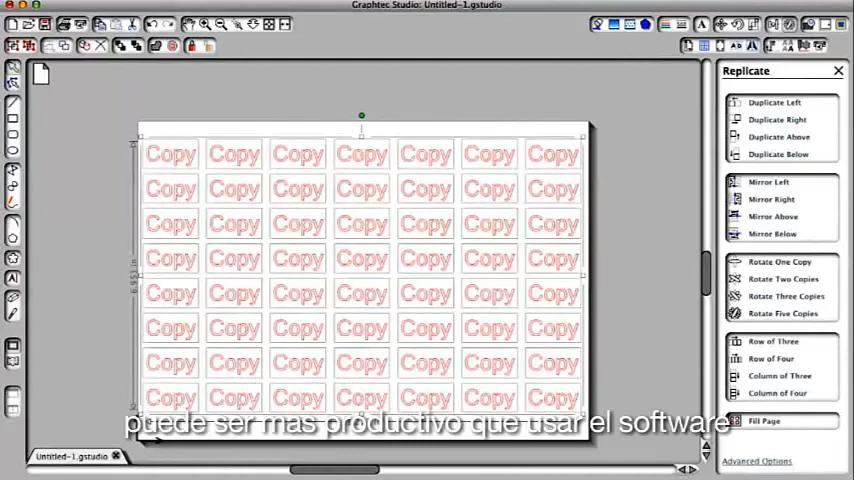 Graphtec Studio: Untitled-1.gstudio
Replicate
Duplicate Left
Duplicate Right
Duplicate Above
Duplicate Below
Mirror Left
Mirror Right
Mirror Above
Mirror Below
Rotate One Copy
Rotate Two Copies
Rotate Three Copies
Rotate Five Copies
Row of Three
Row of Four
Column of Three
Column of Four
Fill Page
Advanced Options
Copy Copy Copy Copy Copy Copy Copy
Copy Copy Copy Copy Copy Copy Copy
Copy Copy Copy Copy Copy Copy Copy
Copy Copy Copy Copy Copy Copy Copy
6.951 in
Copy Copy Copy Copy Copy Copy Copy
Copy Copy Copy Copy Copy Copy Copy
Copy Copy Copy Copy Copy Copy Copy
Copy Copy Copy Copy Copy Copy Copy
puede ser mas productivo que usar el software
Untitled-1.gstudio